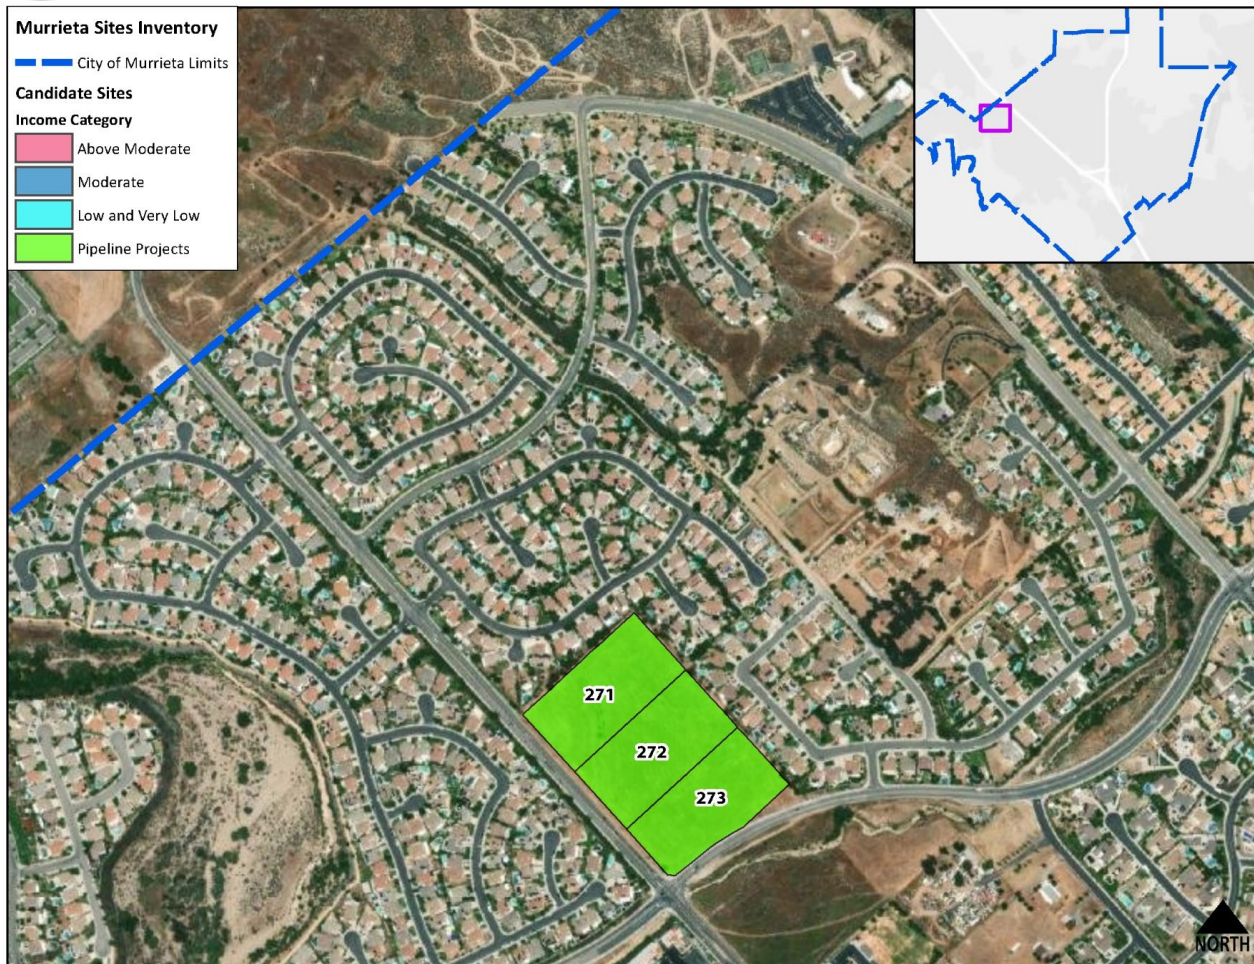 Murrieta Sites Inventory
City of Murrieta Limits
Candidate Sites
Income Category
Above Moderate
Moderate
Low and Very Low
Pipeline Projects
271
272
273
NORTH